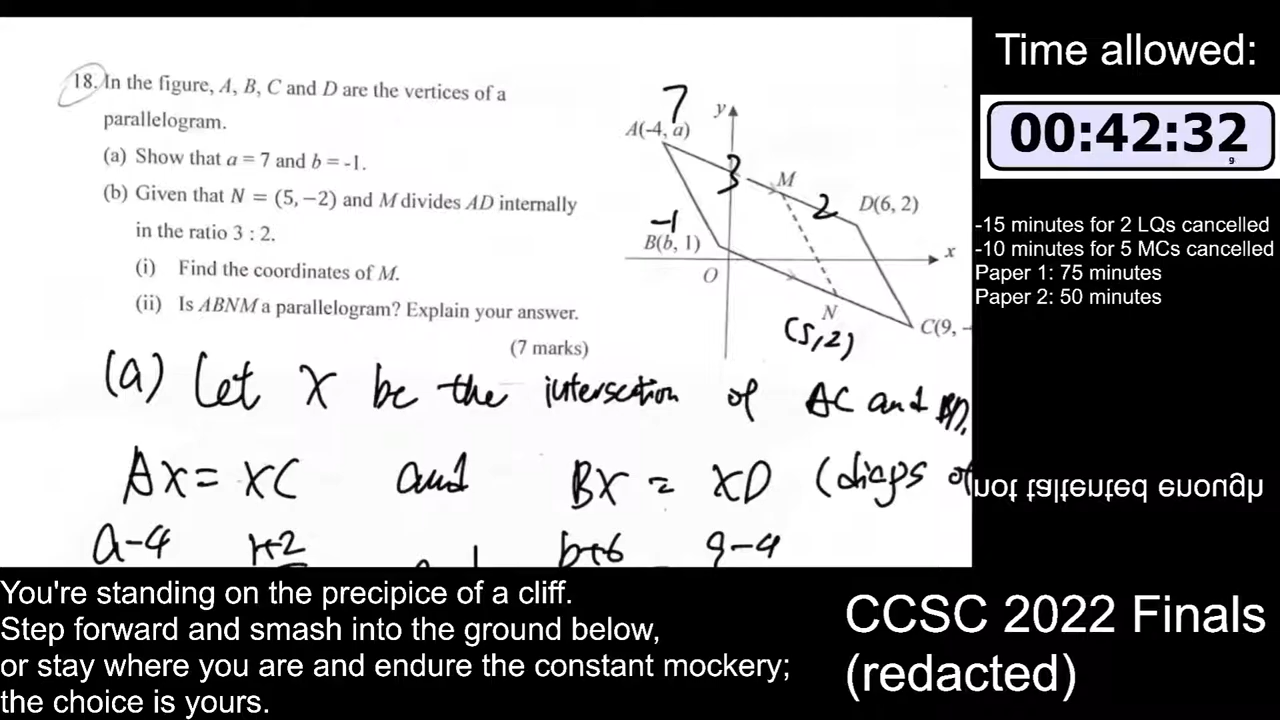 18. In the figure, A, B, C and D are the vertices of a
parallelogram.
(a) Show that a = 7 and b = -1.
(b) Given that N = (5, −2) and M divides AD internally
in the ratio 3 : 2.
(i) Find the coordinates of M.
(ii) Is ABNM a parallelogram? Explain your answer.
(7 marks)
7
y
A(-4, a)
3
M
2
D(6, 2)
-1
B(b, 1)
x
O
N
(5,2)
C(9, -
(a) Let X be the intersection of AC and BD.
AX = XC and BX = XD (diags of
a-4 1+2 b+6 9-4
Time allowed:
00:42:32
9
-15 minutes for 2 LQs cancelled
-10 minutes for 5 MCs cancelled
Paper 1: 75 minutes
Paper 2: 50 minutes
not taltented enough
You're standing on the precipice of a cliff.
Step forward and smash into the ground below,
or stay where you are and endure the constant mockery;
the choice is yours.
CCSC 2022 Finals
(redacted)